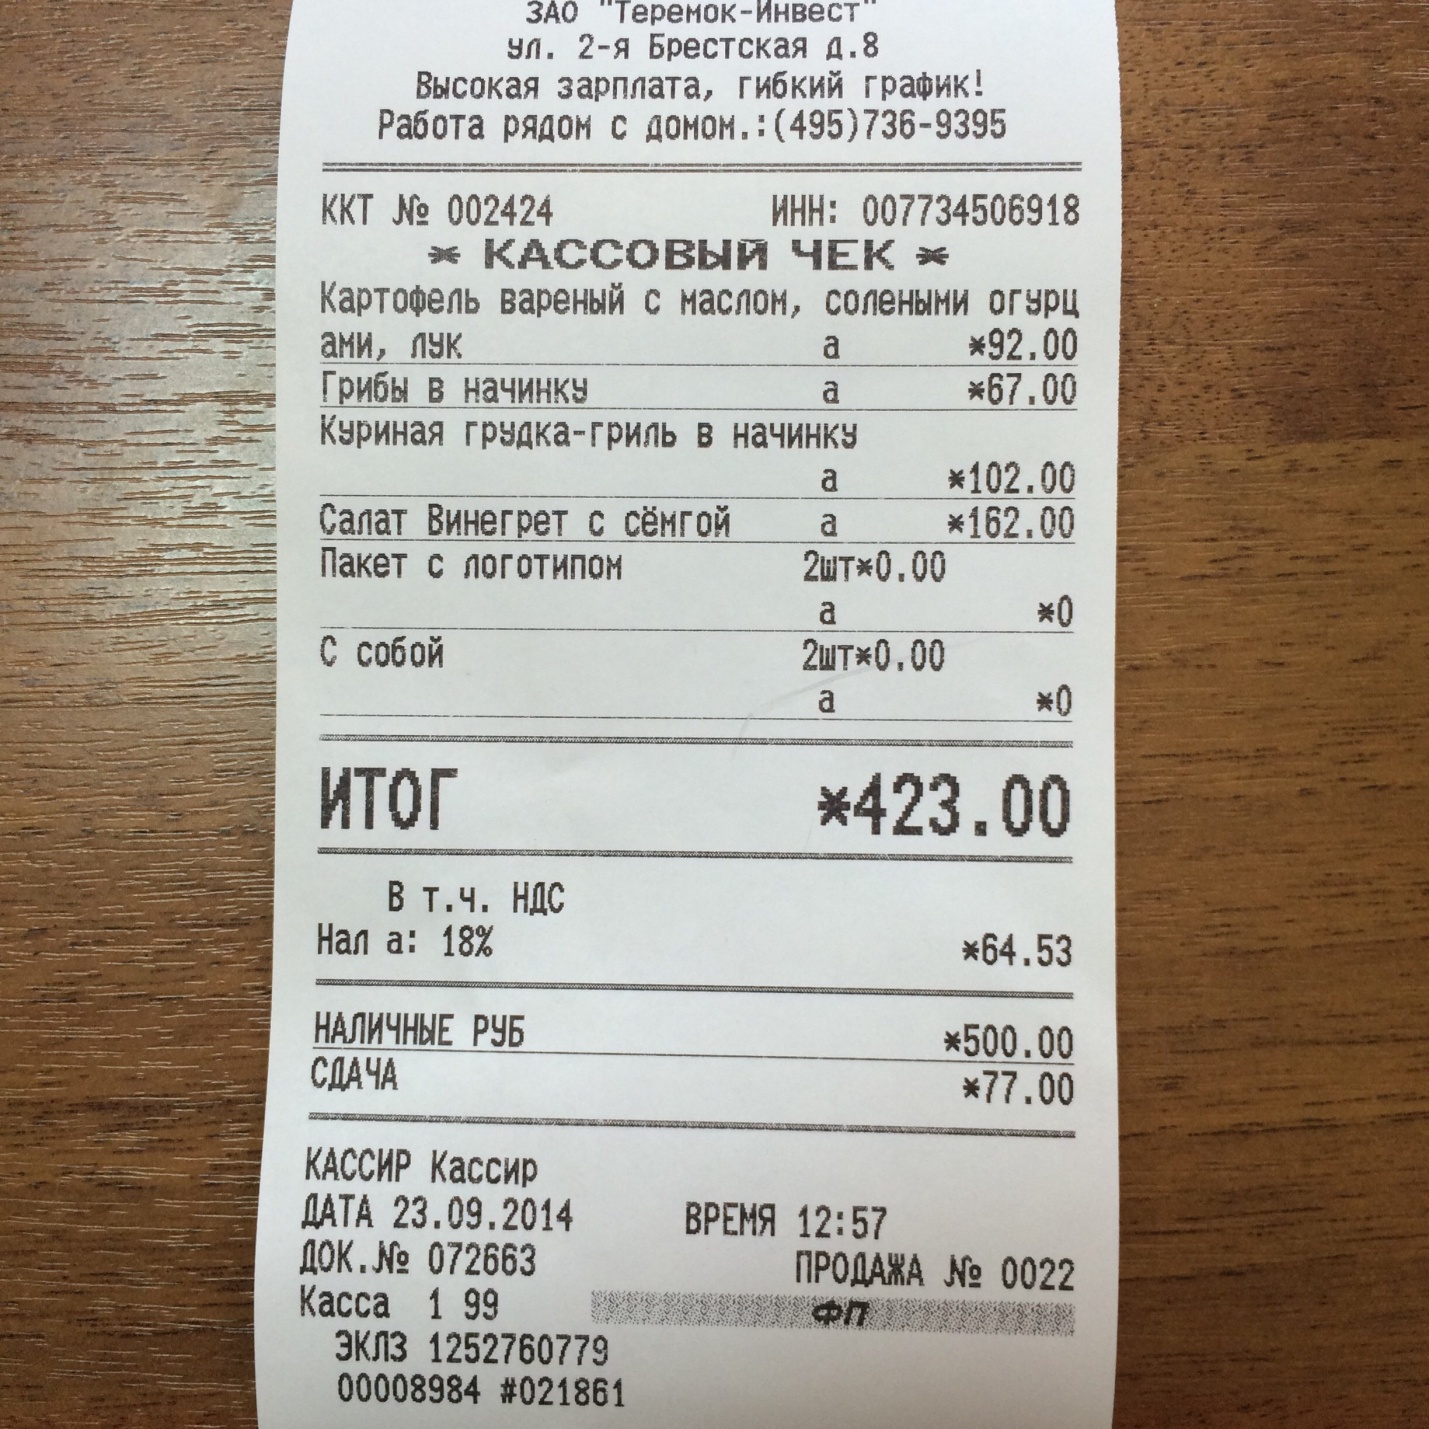 ЗАО "Теремок-Инвест"
ул. 2-я Брестская д.8
Высокая зарплата, гибкий график!
Работа рядом с домом.:(495)736-9395
ККТ № 002424 ИНН: 007734506918
* КАССОВЫЙ ЧЕК *
Картофель вареный с маслом, солеными огурц
ами, лук а *92.00
Грибы в начинку а *67.00
Куриная грудка-гриль в начинку
а *102.00
Салат Винегрет с сёмгой а *162.00
Пакет с логотипом 2шт*0.00
а *0
С собой 2шт*0.00
а *0
ИТОГ *423.00
В т.ч. НДС
Нал а: 18% *64.53
НАЛИЧНЫЕ РУБ *500.00
СДАЧА *77.00
КАССИР Кассир
ДАТА 23.09.2014 ВРЕМЯ 12:57
ДОК.№ 072663 ПРОДАЖА № 0022
Касса 1 99 ФП
ЭКЛЗ 1252760779
00008984 #021861